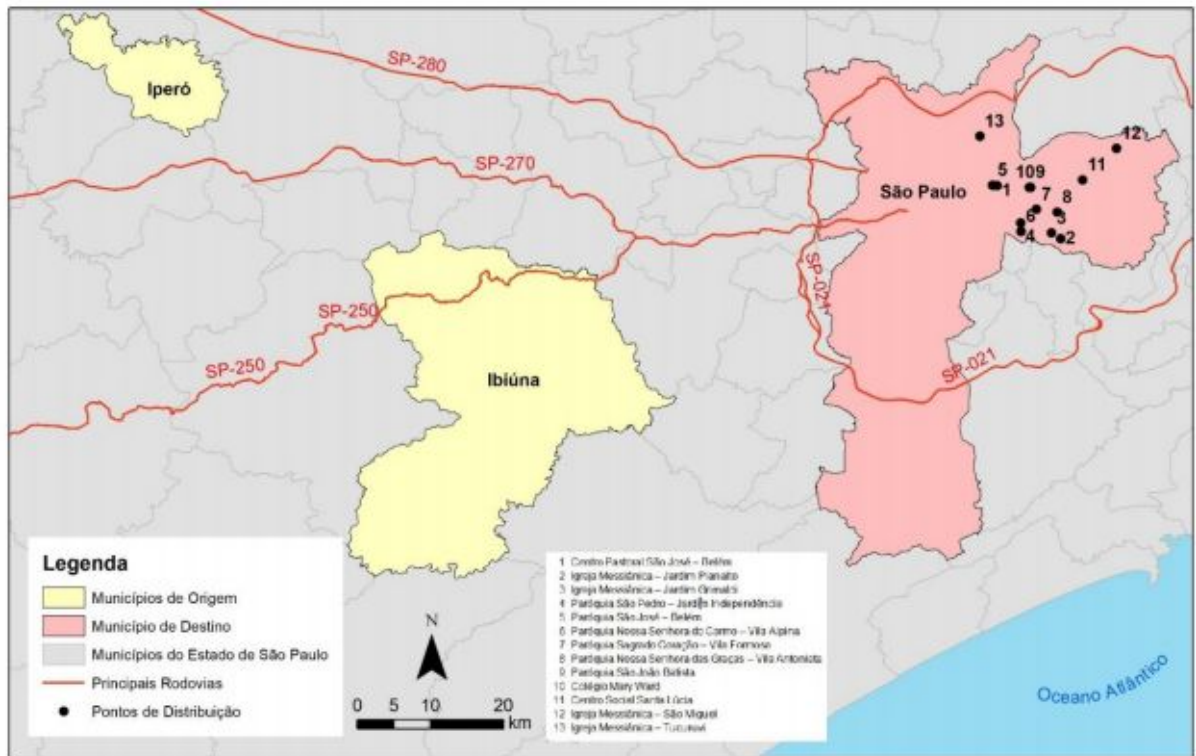 Iperó
SP-280
13
12
SP-270
11
5
109
São Paulo
1
7
8
6
3
4
2
SP-021
SP-250
SP-250
Ibiúna
SP-021
Legenda
Municípios de Origem
Município de Destino
Municípios do Estado de São Paulo
Principais Rodovias
Pontos de Distribuição
N
0 5 10 20
km
1 Centro Pastoral São José – Belém
2 Igreja Messiânica – Jardim Planalto
3 Igreja Messiânica – Jardim Grimaldi
4 Paróquia São Pedro – Jardim Independência
5 Paróquia São José – Belém
6 Paróquia Nossa Senhora do Carmo – Vila Alpina
7 Paróquia Sagrado Coração – Vila Formosa
8 Paróquia Nossa Senhora das Graças – Vila Antonieta
9 Paróquia São João Batista
10 Colégio Mary Ward
11 Centro Social Santa Lúcia
12 Igreja Messiânica – São Miguel
13 Igreja Messiânica – Tucuruvi
Oceano Atlântico